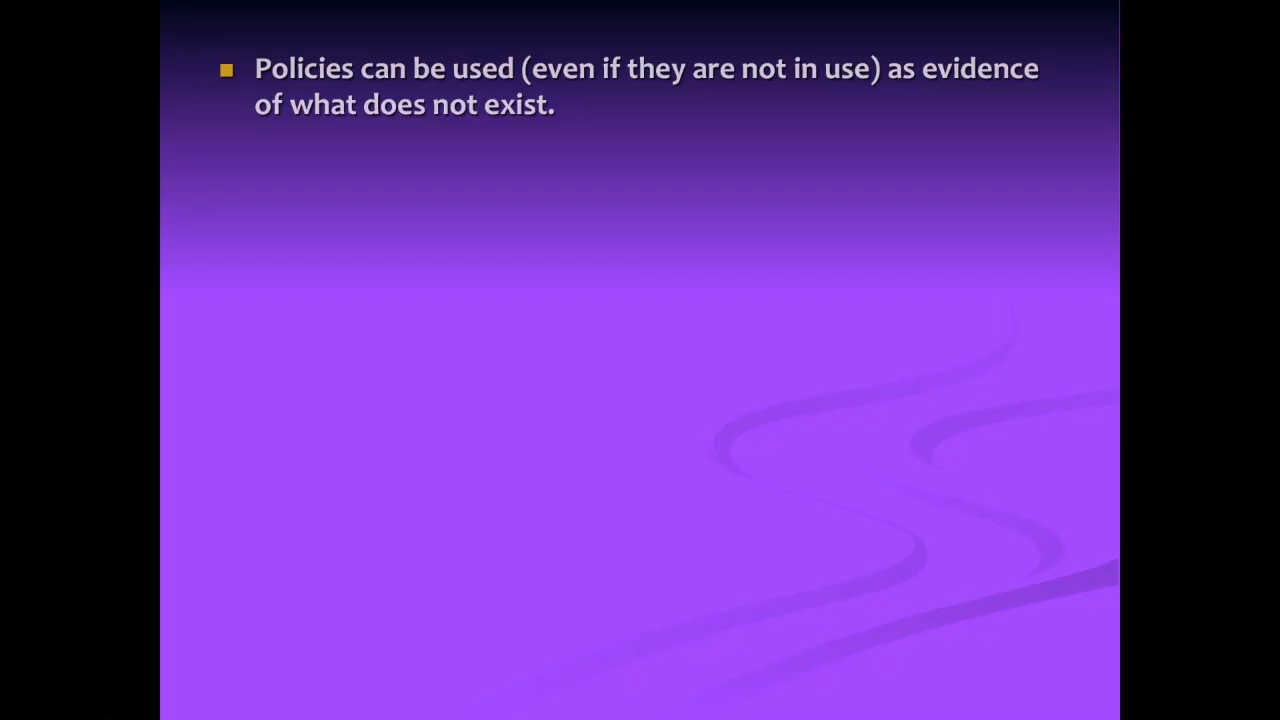 Policies can be used (even if they are not in use) as evidence
of what does not exist.